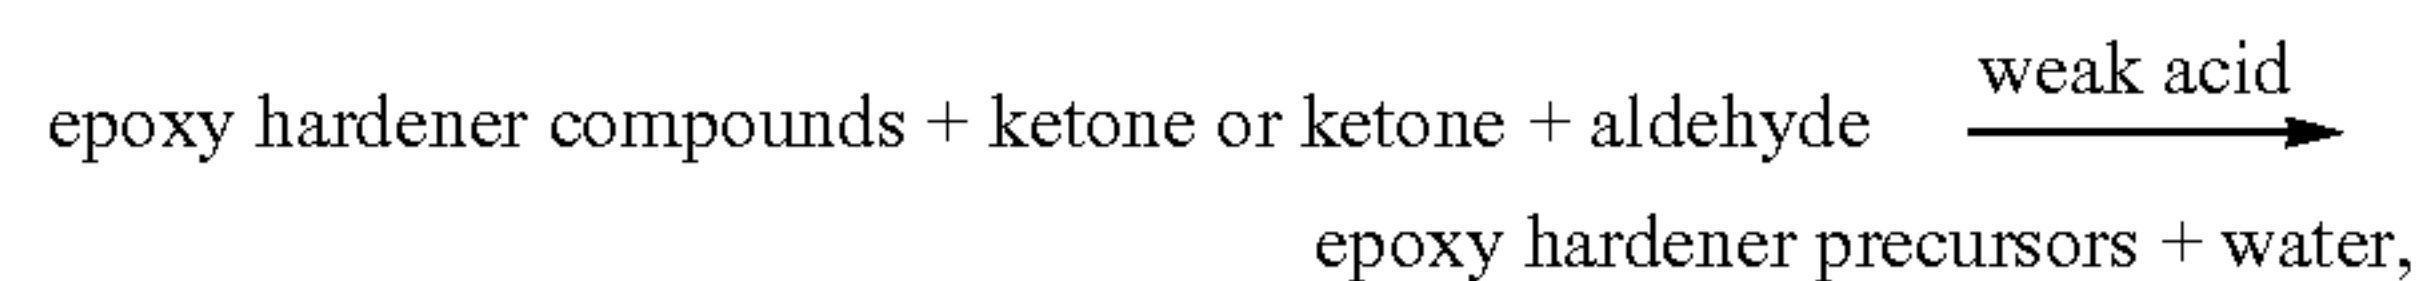 weak acid
epoxy hardener compounds + ketone or ketone + aldehyde
epoxy hardener precursors + water,